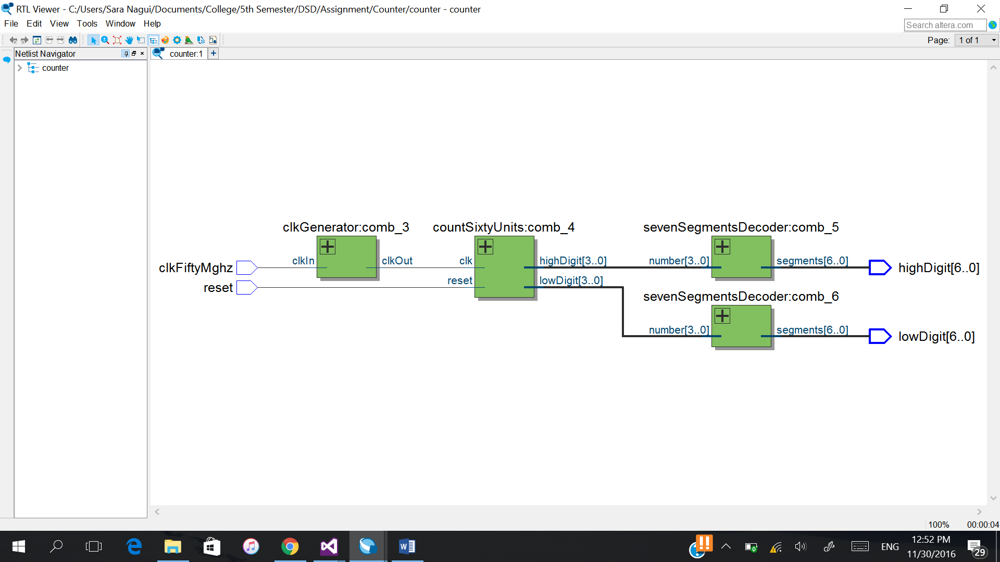 RTL Viewer - C:/Users/Sara Nagui/Documents/College/5th Semester/DSD/Assignment/Counter/counter - counter
File Edit View Tools Window Help
Search altera.com
Page: 1 of 1
Netlist Navigator
counter:1
counter
clkGenerator:comb_3
countSixtyUnits:comb_4
sevenSegmentsDecoder:comb_5
clkFiftyMghz
clkIn
clkOut
clk
highDigit[3..0]
number[3..0]
segments[6..0]
highDigit[6..0]
reset
reset
lowDigit[3..0]
sevenSegmentsDecoder:comb_6
number[3..0]
segments[6..0]
lowDigit[6..0]
100% 00:00:04
ENG
12:52 PM
11/30/2016
29